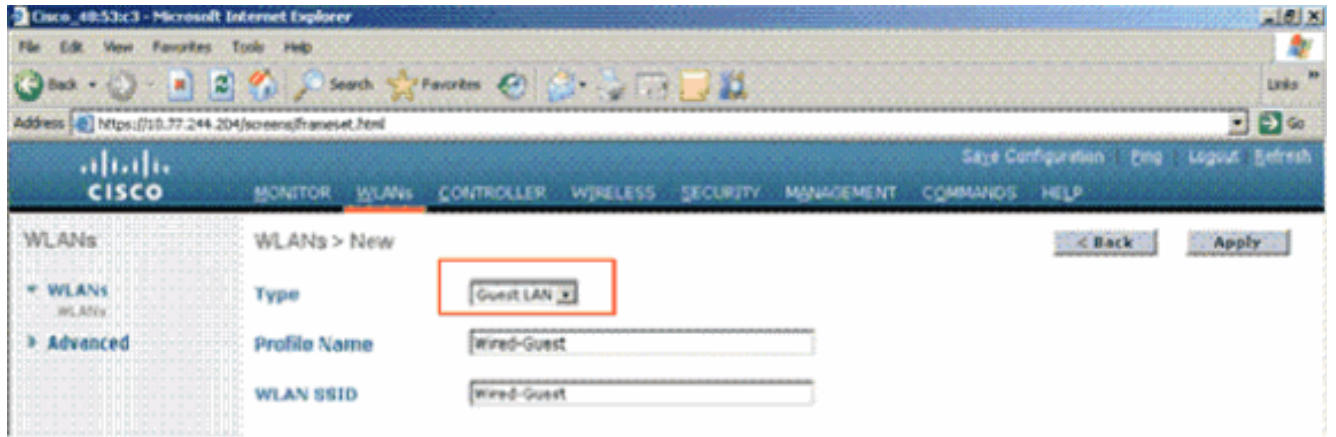 Cisco_48:53:c3 - Microsoft Internet Explorer
File Edit View Favorites Tools Help
Back Search Favorites Links »
Address https://10.77.244.204/screens/frameset.html Go
Save Configuration Ping Logout Refresh
CISCO MONITOR WLANs CONTROLLER WIRELESS SECURITY MANAGEMENT COMMANDS HELP
WLANs WLANs > New < Back Apply
WLANs Type Guest LAN
WLANs
Advanced Profile Name Wired-Guest
WLAN SSID Wired-Guest